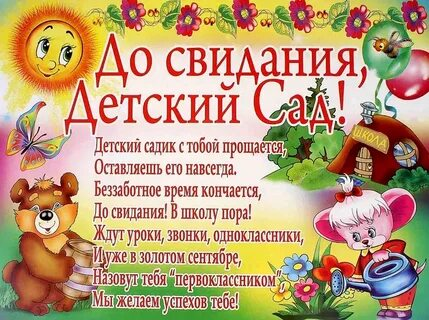 До свидания,
Детский Сад!
ШКОЛА
Детский садик с тобой прощается,
Оставляешь его навсегда.
Беззаботное время кончается,
До свидания! В школу пора!
Ждут уроки, звонки, одноклассники,
И уже в золотом сентябре,
Назовут тебя "первоклассником",
Мы желаем успехов тебе!